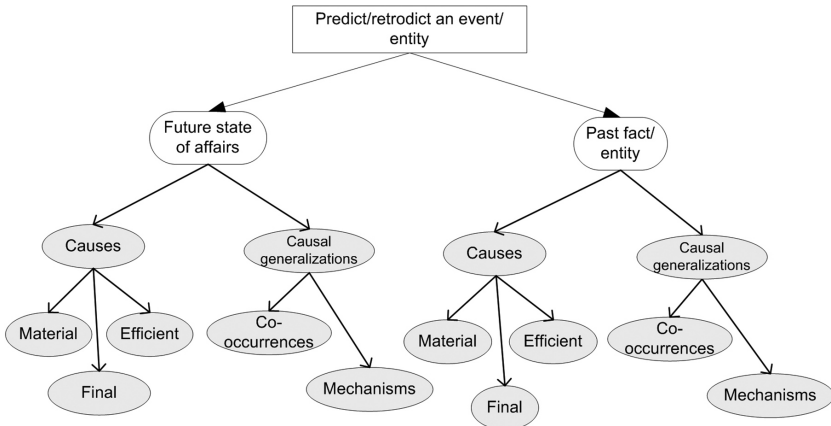 Predict/retrodict an event/
entity
Future state
of affairs
Past fact/
entity
Causes
Causal
generalizations
Causes
Causal
generalizations
Material
Efficient
Co-
occurrences
Material
Efficient
Co-
occurrences
Final
Mechanisms
Final
Mechanisms